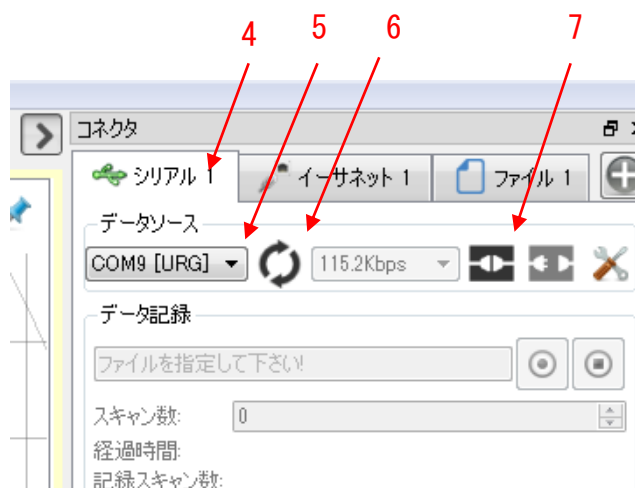 4 5 6 7
コネクタ
シリアル 1 イーサネット 1 ファイル 1
データソース
COM9 [URG] 115.2Kbps
データ記録
ファイルを指定して下さい!
スキャン数: 0
経過時間:
記録スキャン数: